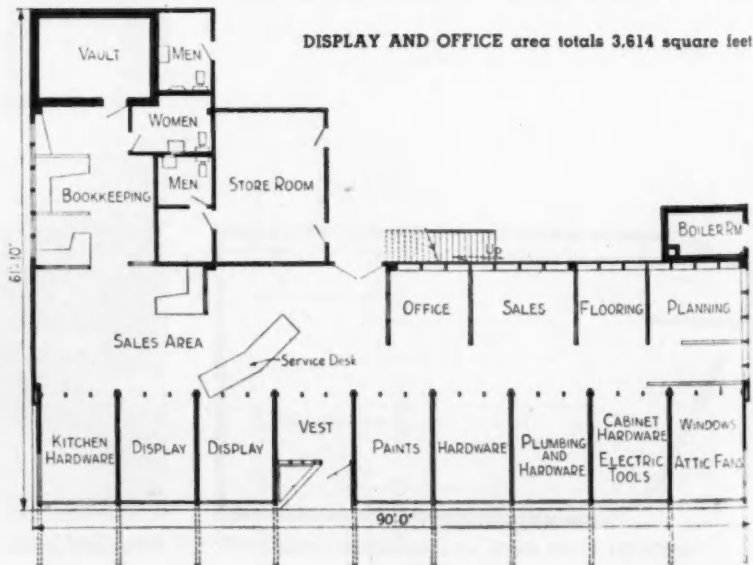 DISPLAY AND OFFICE area totals 3,614 square feet
VAULT
MEN
WOMEN
MEN
STORE ROOM
BOOKKEEPING
BOILER RM
UP
61'-10"
OFFICE
SALES
FLOORING
PLANNING
SALES AREA
Service Desk
KITCHEN
HARDWARE
DISPLAY
DISPLAY
VEST
PAINTS
HARDWARE
PLUMBING
AND
HARDWARE
CABINET
HARDWARE
ELECTRIC
TOOLS
WINDOWS
ATTIC FANS
90'0"